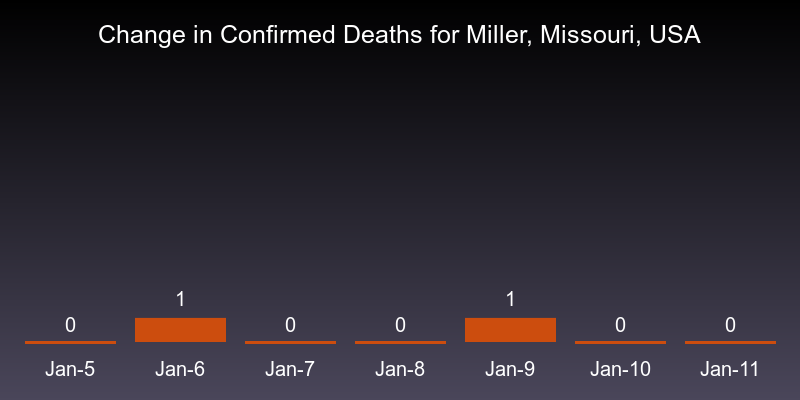 Change in Confirmed Deaths for Miller, Missouri, USA
0 1 0 0 1 0 0
Jan-5 Jan-6 Jan-7 Jan-8 Jan-9 Jan-10 Jan-11